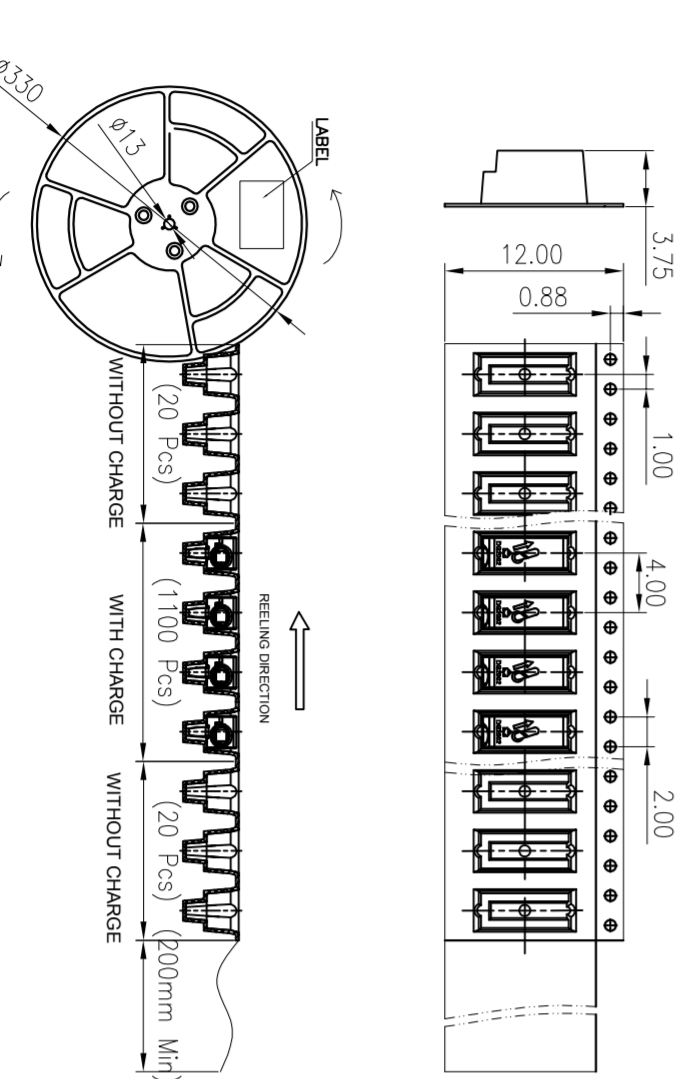 ø330
ø13
LABEL
3.75
12.00
0.88
1.00
4.00
2.00
WITHOUT CHARGE
(20 Pcs)
WITH CHARGE
(1100 Pcs)
REELING DIRECTION
WITHOUT CHARGE
(20 Pcs)
(200mm Min)